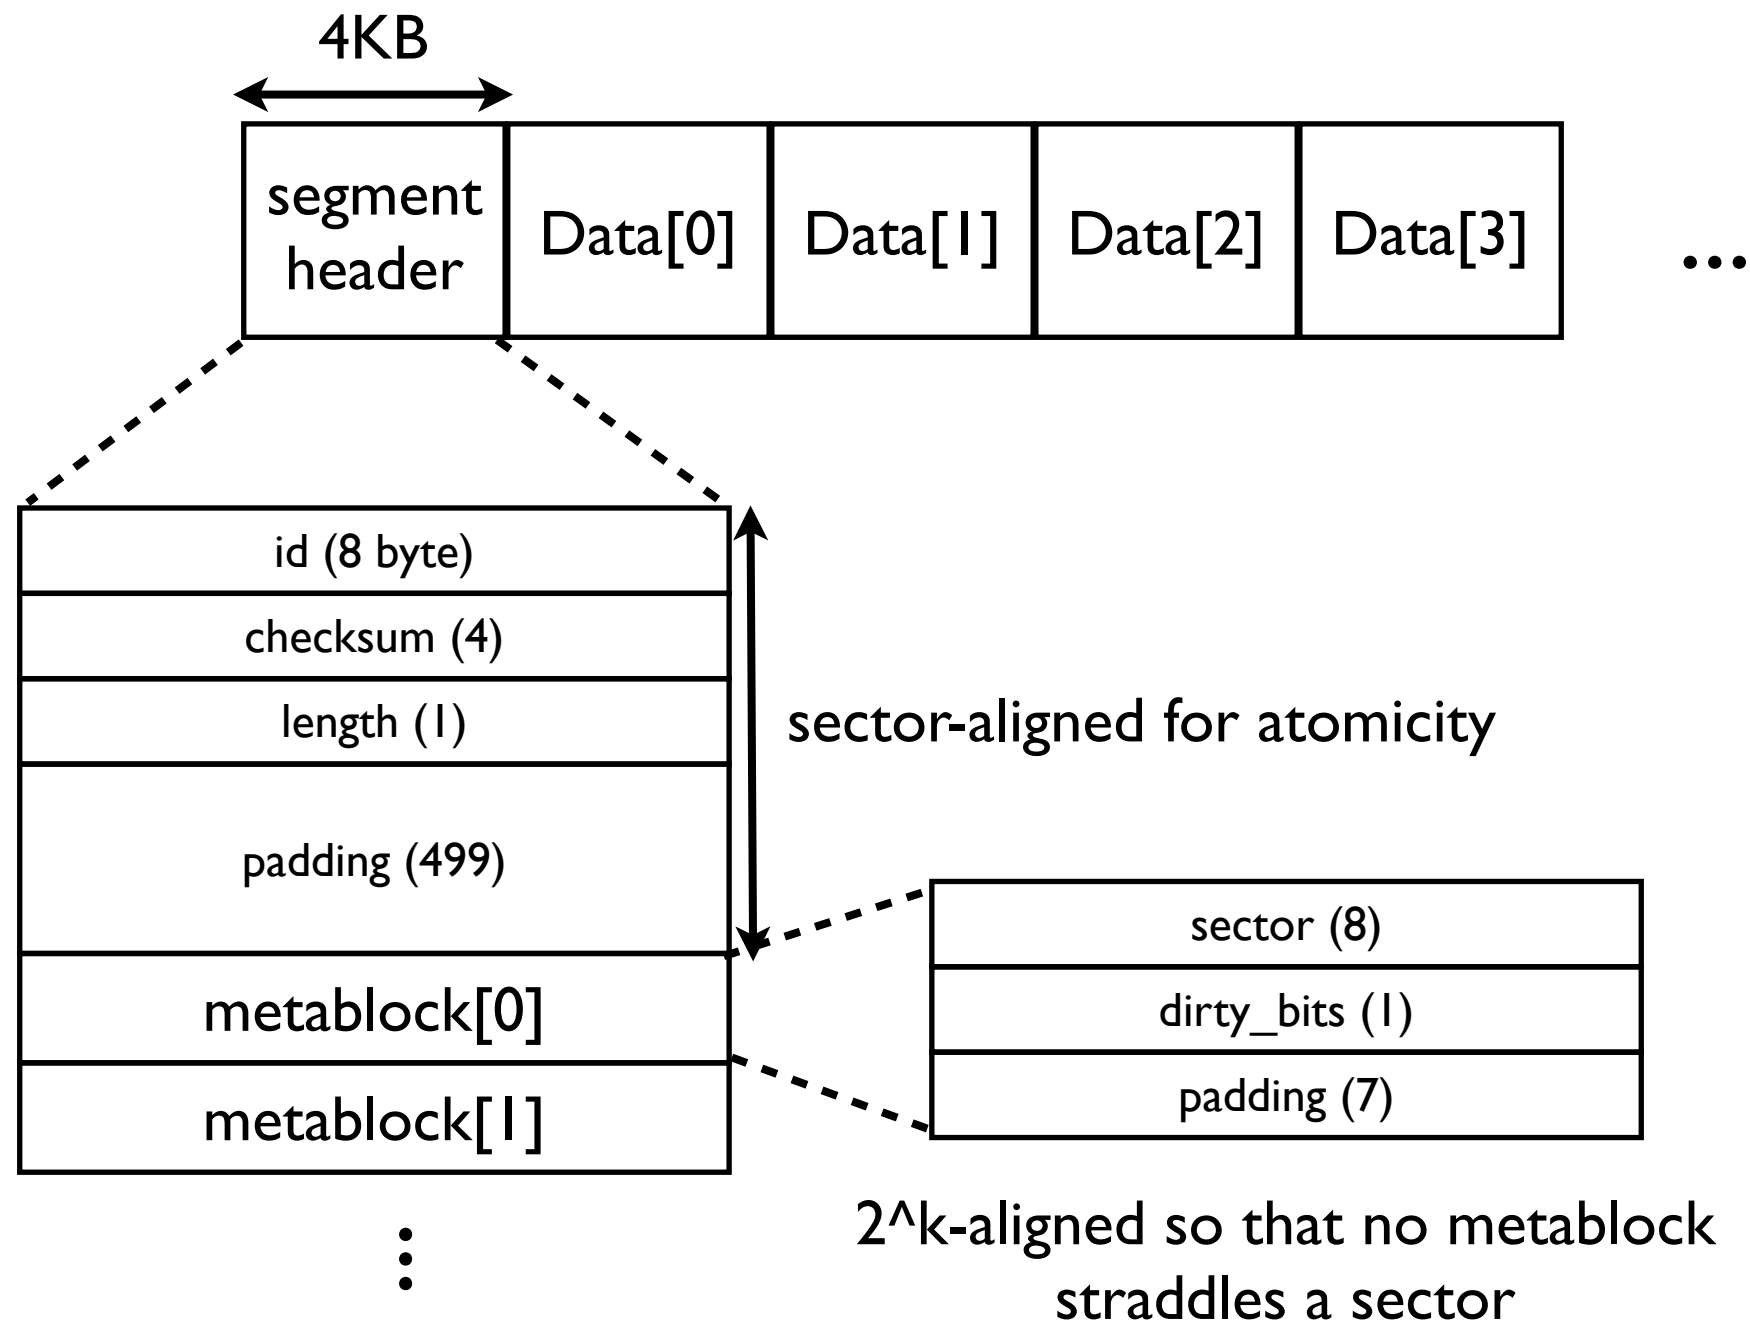 4KB
segment
header
Data[0]
Data[1]
Data[2]
Data[3]
...
id (8 byte)
checksum (4)
length (1)
padding (499)
metablock[0]
metablock[1]
sector-aligned for atomicity
sector (8)
dirty_bits (1)
padding (7)
2^k-aligned so that no metablock
straddles a sector